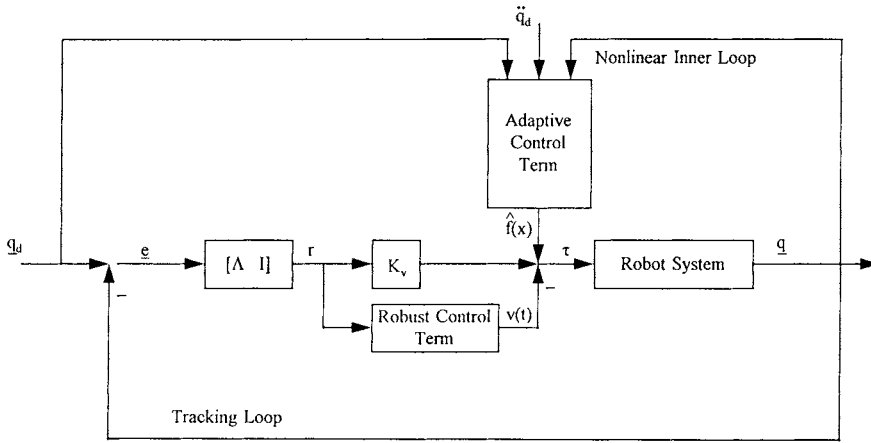 q̈d
Nonlinear Inner Loop
Adaptive
Control
Term
f̂(x)
qd
e
[Λ I]
r
Kv
τ
Robot System
q
–
–
Robust Control
Term
v(t)
Tracking Loop